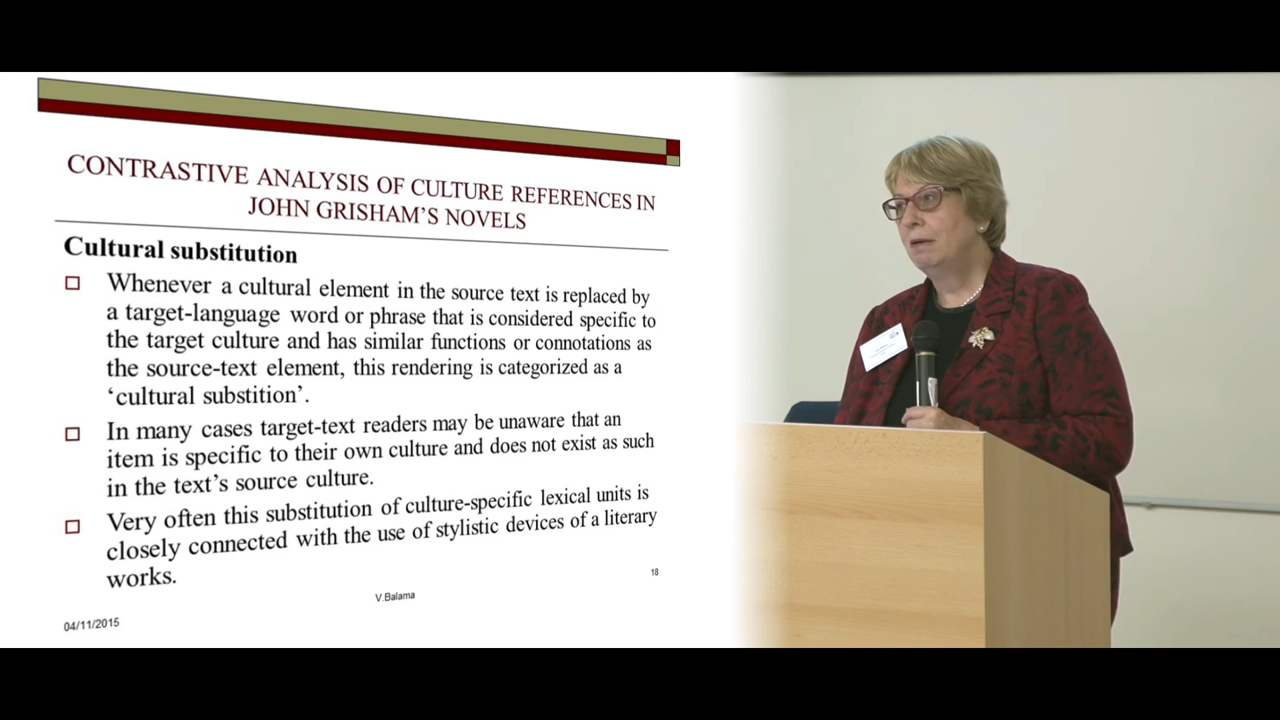 CONTRASTIVE ANALYSIS OF CULTURE REFERENCES IN
JOHN GRISHAM'S NOVELS
Cultural substitution
Whenever a cultural element in the source text is replaced by
a target-language word or phrase that is considered specific to
the target culture and has similar functions or connotations as
the source-text element, this rendering is categorized as a
‘cultural substition’.
In many cases target-text readers may be unaware that an
item is specific to their own culture and does not exist as such
in the text’s source culture.
Very often this substitution of culture-specific lexical units is
closely connected with the use of stylistic devices of a literary
works.
18
V.Balama
04/11/2015